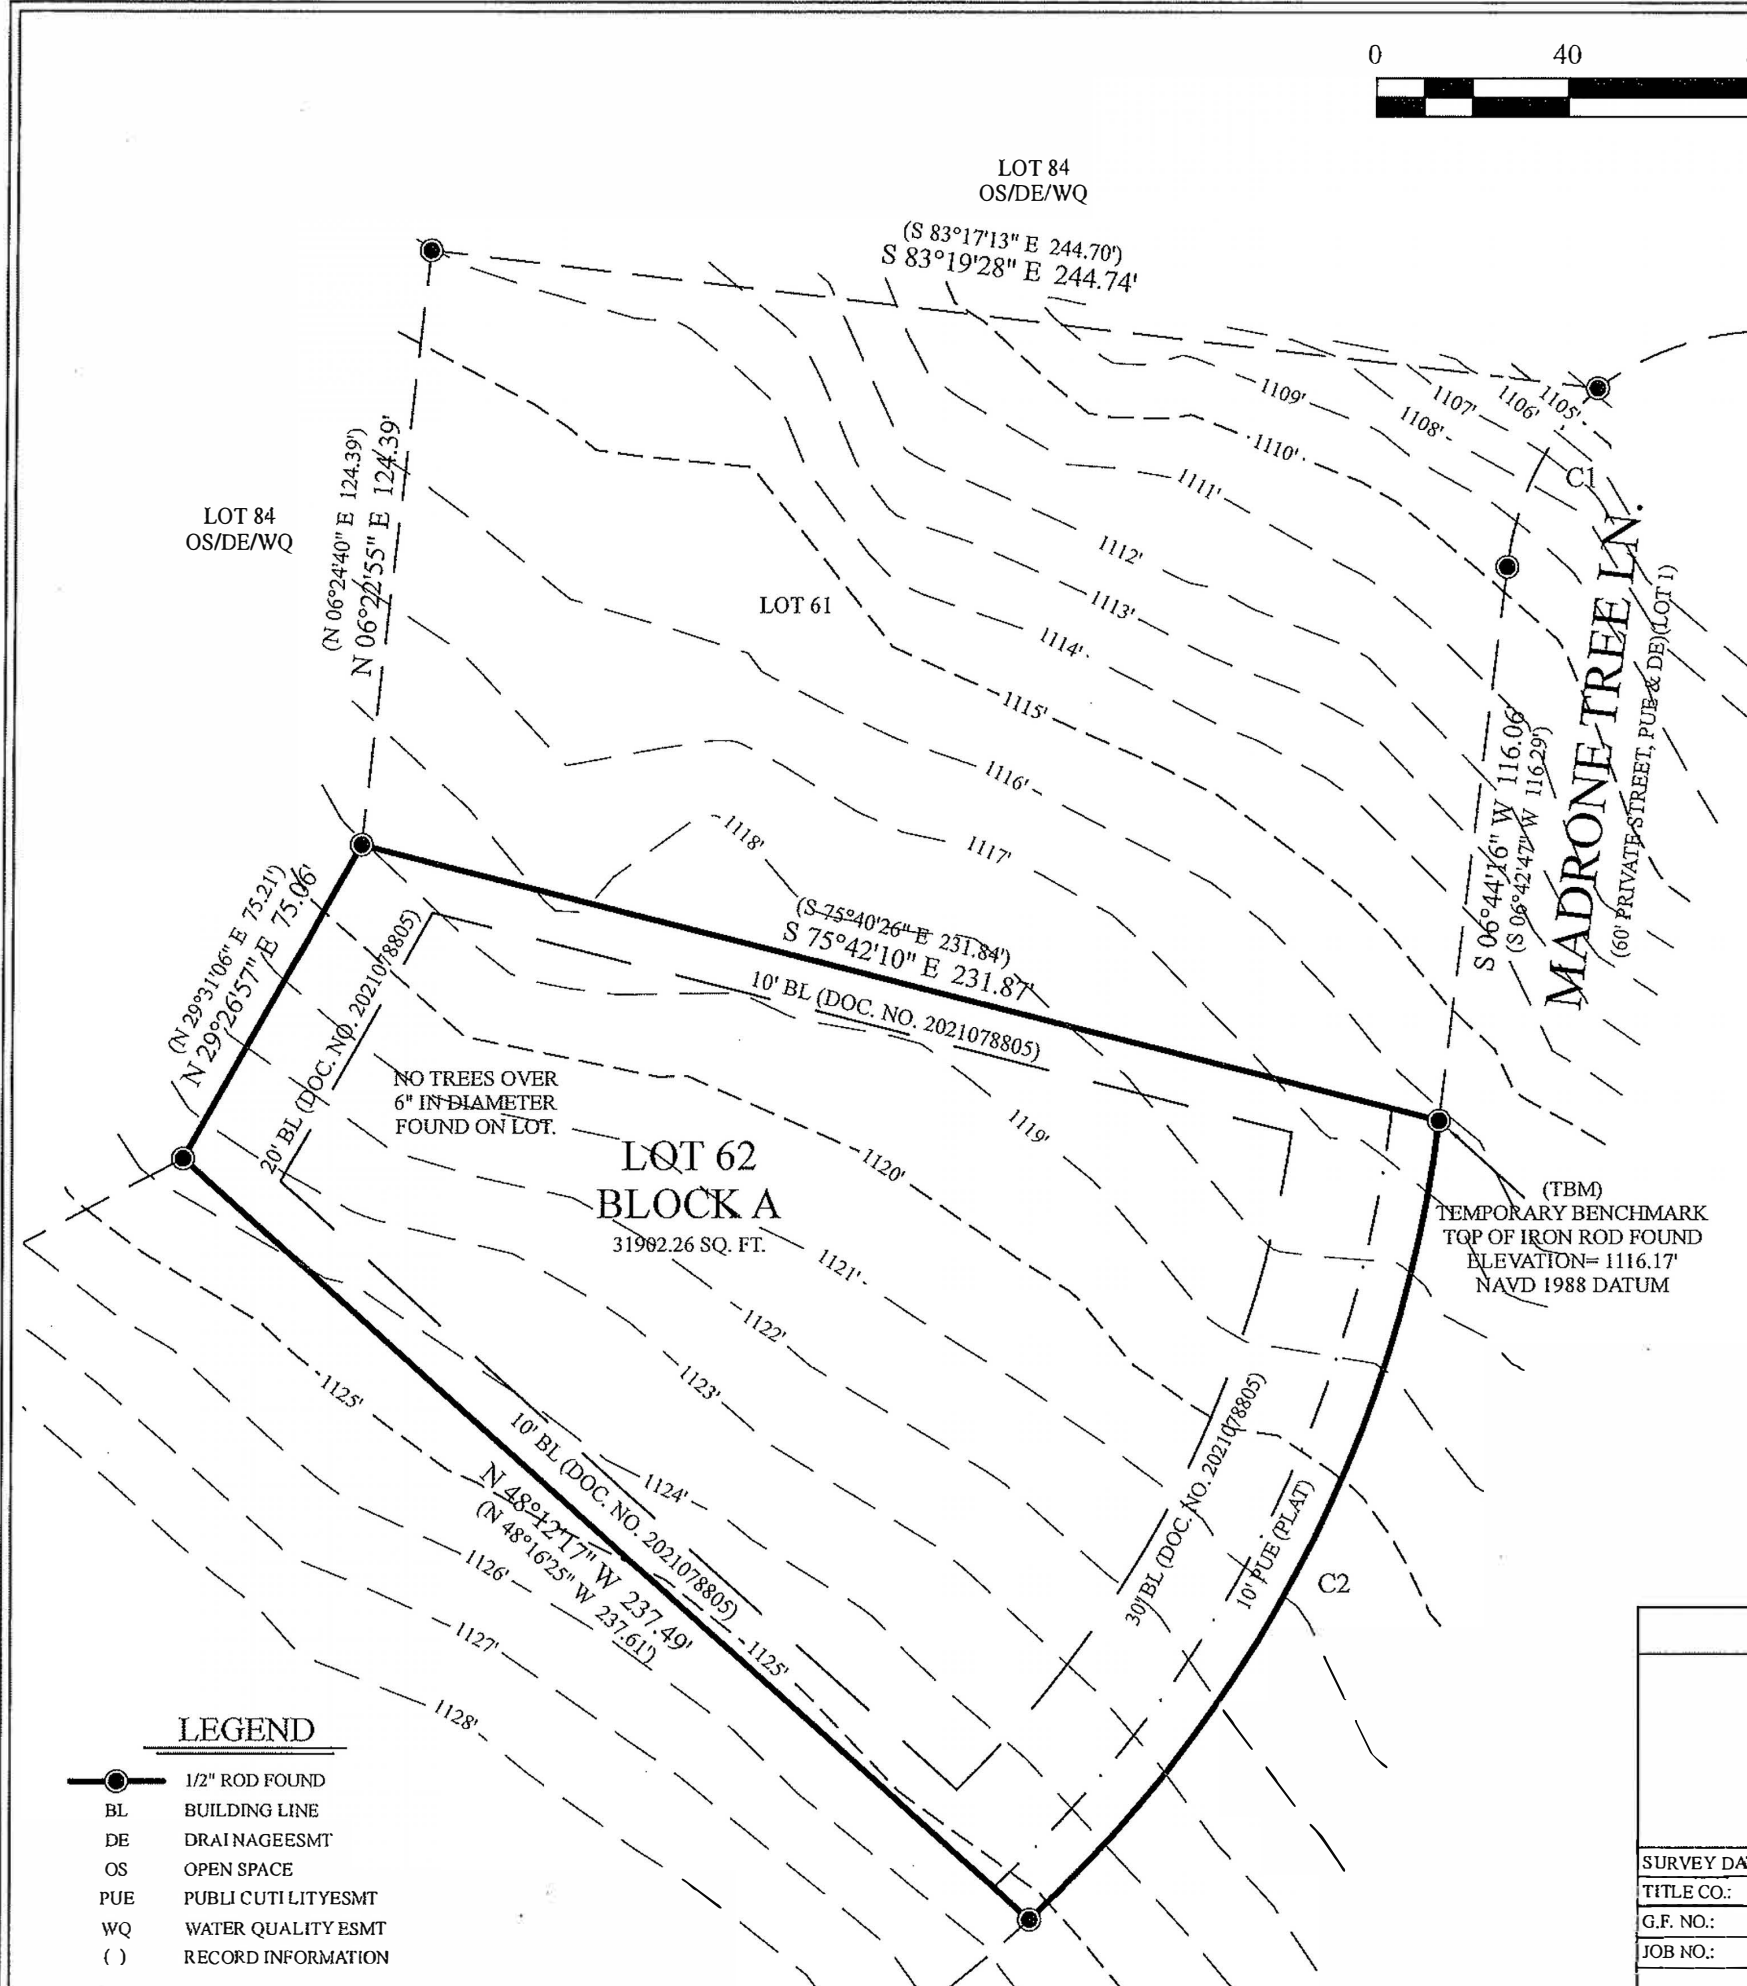 0 40
LOT 84
OS/DE/WQ
(S 83°17'13" E 244.70')
S 83°19'28" E 244.74'
1109'
1107'
1106'
1105'
1108'
1110'
C1
1111'
LOT 84
OS/DE/WQ
(N 06°24'40" E 124.39')
N 06°22'55" E 124.39'
1112'
LOT 61
1113'
1114'
1115'
1116'
1117'
1118'
S 06°44'16" W 116.06'
(S 06°42'47" W 116.29')
MADRONE TREE LN.
(60' PRIVATE STREET, PUE & DE)(LOT 1)
(N 29°31'06" E 75.21')
N 29°26'57" E 75.06'
(S 75°40'26" E 231.84')
S 75°42'10" E 231.87'
10' BL (DOC. NO. 2021078805)
20' BL (DOC. NO. 2021078805)
NO TREES OVER
6" IN DIAMETER
FOUND ON LOT.
1119'
LOT 62
BLOCK A
31902.26 SQ. FT.
1120'
(TBM)
TEMPORARY BENCHMARK
TOP OF IRON ROD FOUND
ELEVATION= 1116.17'
NAVD 1988 DATUM
1121'
1122'
1123'
1125'
10' BL (DOC. NO. 2021078805)
N 48°12'17" W 237.49'
(N 48°16'25" W 237.61')
1124'
30' BL (DOC. NO. 2021078805)
10' PUE (PLAT)
C2
1126'
1127'
1125'
1128'
LEGEND
1/2" ROD FOUND
BL BUILDING LINE
DE DRAINAGEESMT
OS OPEN SPACE
PUE PUBLI CUTI LITYESMT
WQ WATER QUALITY ESMT
( ) RECORD INFORMATION
SURVEY DA
TITLE CO.:
G.F. NO.:
JOB NO.: